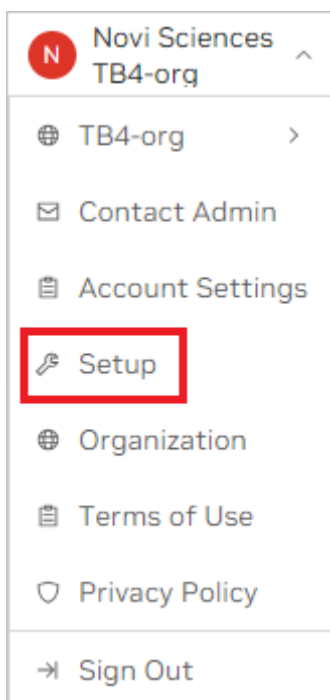 N
Novi Sciences
TB4-org
TB4-org
Contact Admin
Account Settings
Setup
Organization
Terms of Use
Privacy Policy
Sign Out